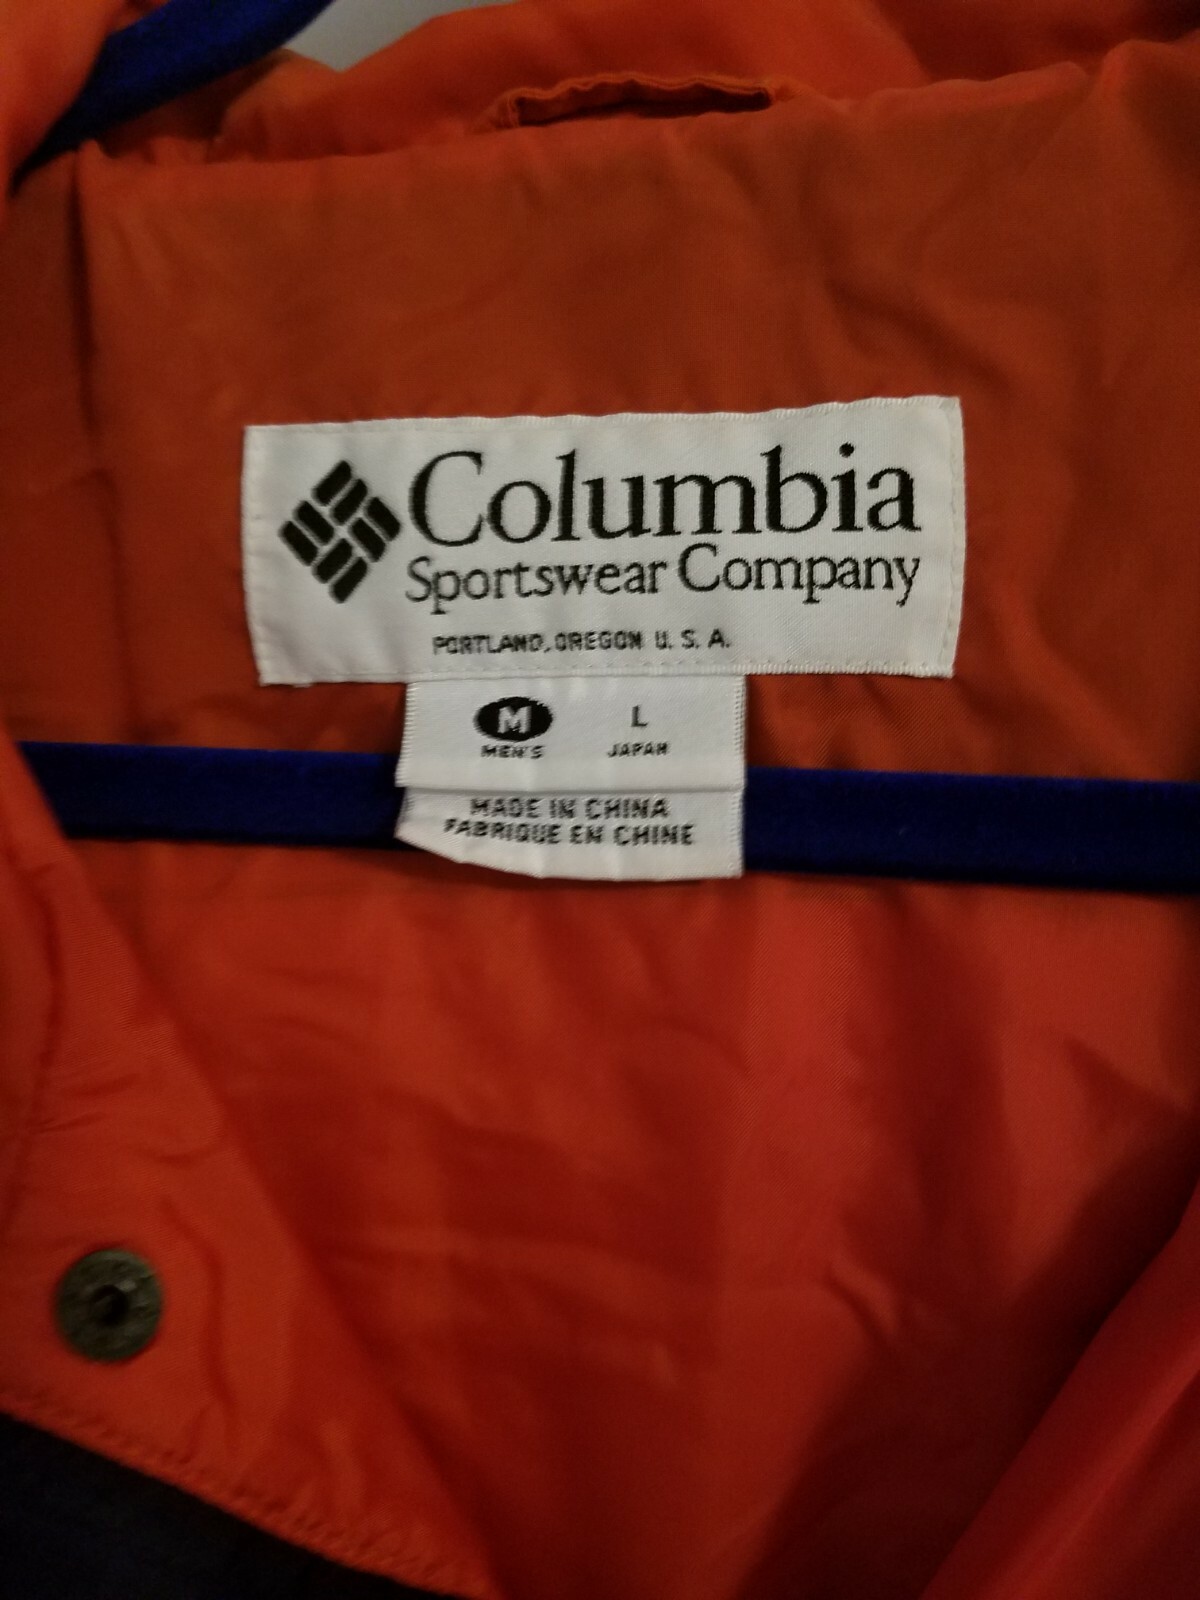 Columbia
Sportswear Company
PORTLAND, OREGON U. S. A.
M L
MEN'S JAPAN
MADE IN CHINA
FABRIQUE EN CHINE